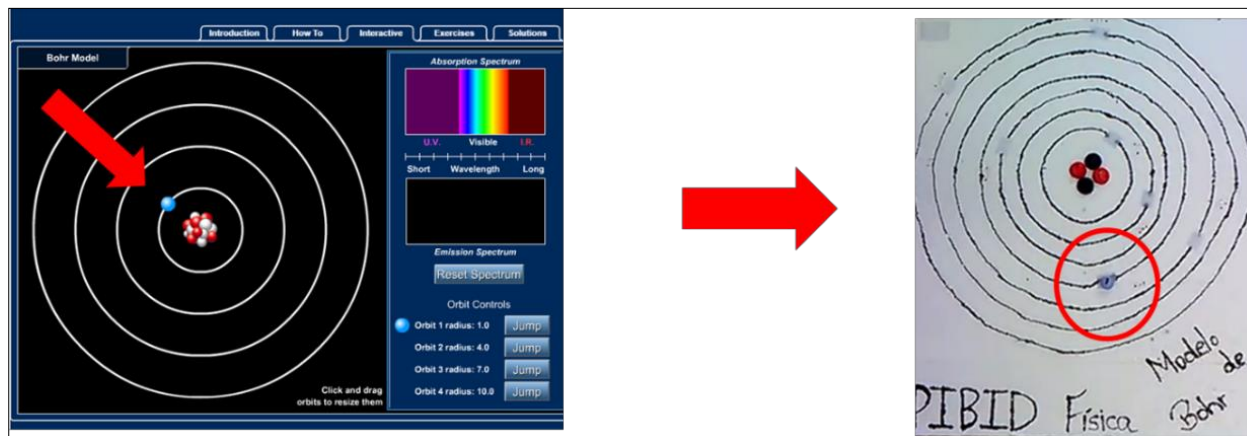 Introduction How To Interactive Exercises Solutions
Bohr Model
Absorption Spectrum
U.V. Visible I.R.
Short Wavelength Long
Emission Spectrum
Reset Spectrum
Orbit Controls
Orbit 1 radius: 1.0 Jump
Orbit 2 radius: 4.0 Jump
Orbit 3 radius: 7.0 Jump
Orbit 4 radius: 10.0 Jump
Click and drag
orbits to resize them
Modelo
de
Bohr
PIBID Física